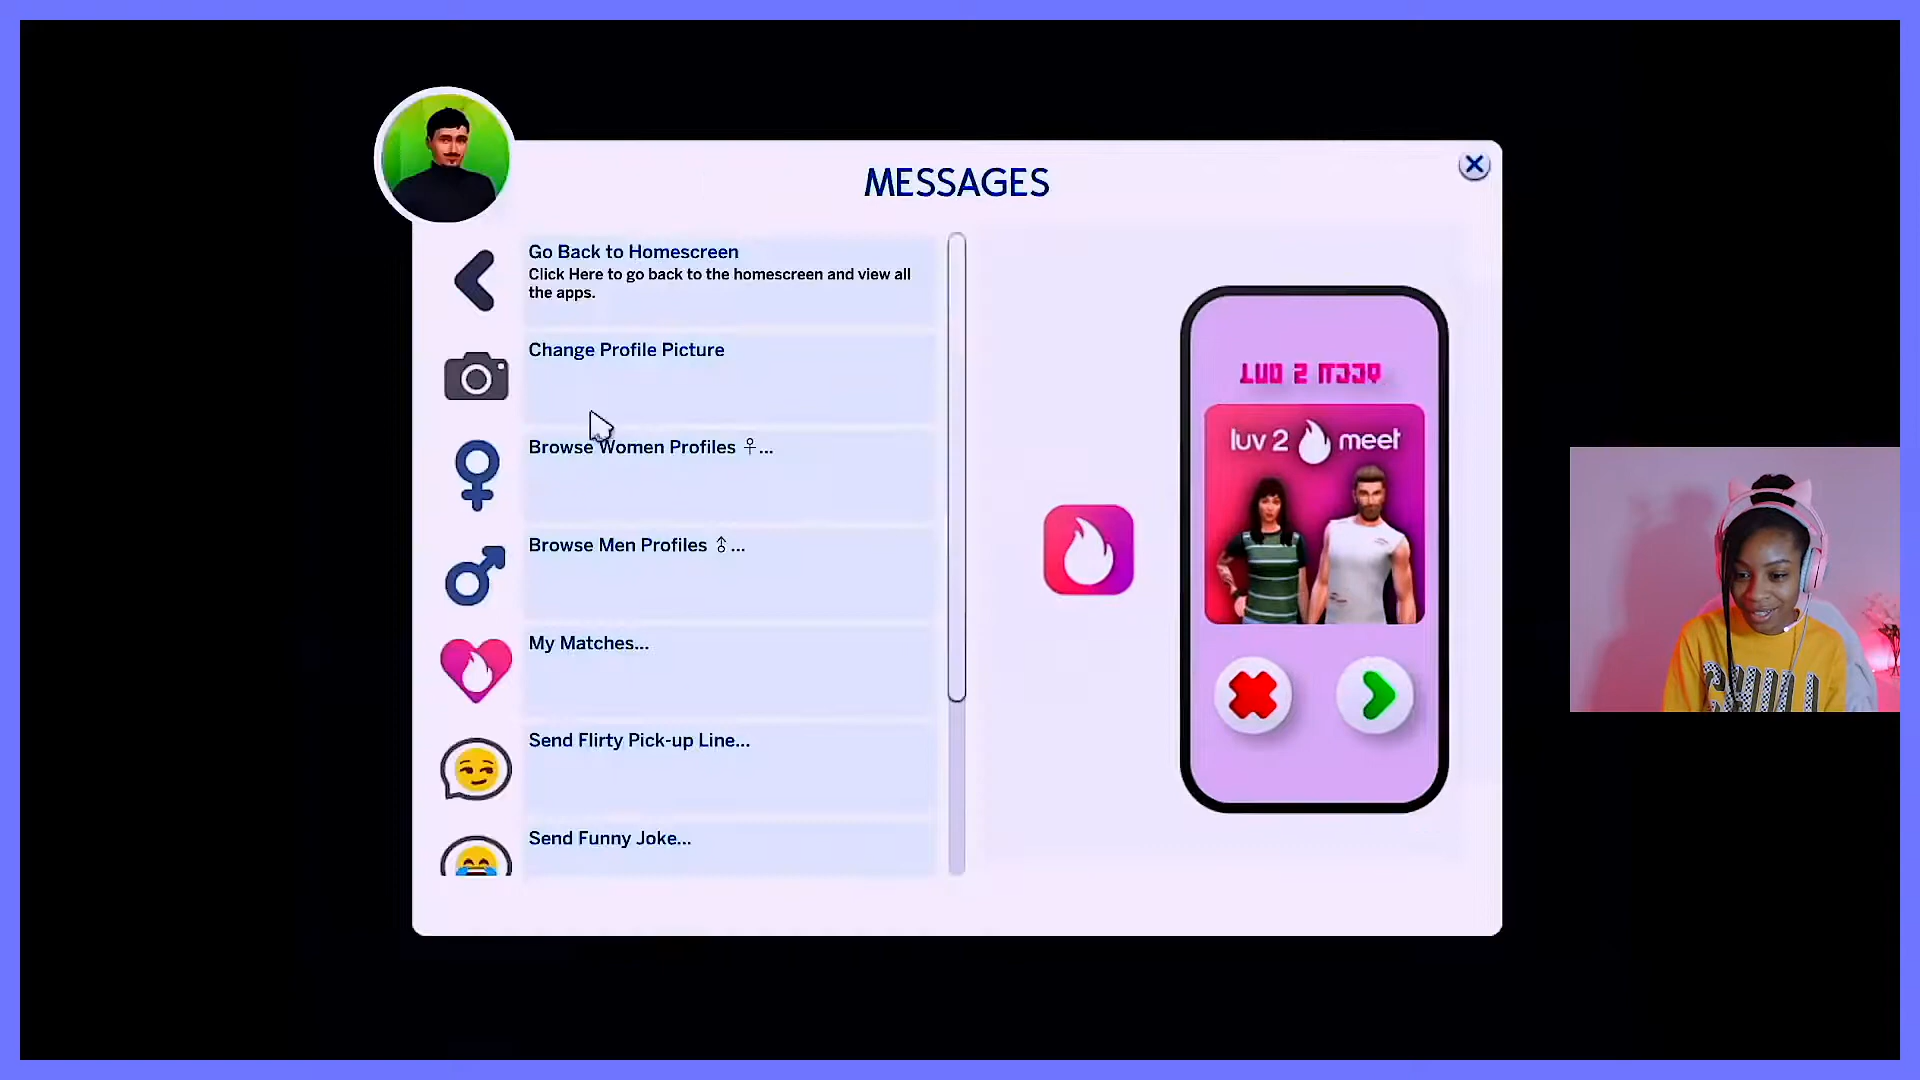 MESSAGES
Go Back to Homescreen
Click Here to go back to the homescreen and view all
the apps.
Change Profile Picture
Browse Women Profiles ♀...
Browse Men Profiles ⚨...
My Matches...
Send Flirty Pick-up Line...
Send Funny Joke...
luv 2 meet
CHILL